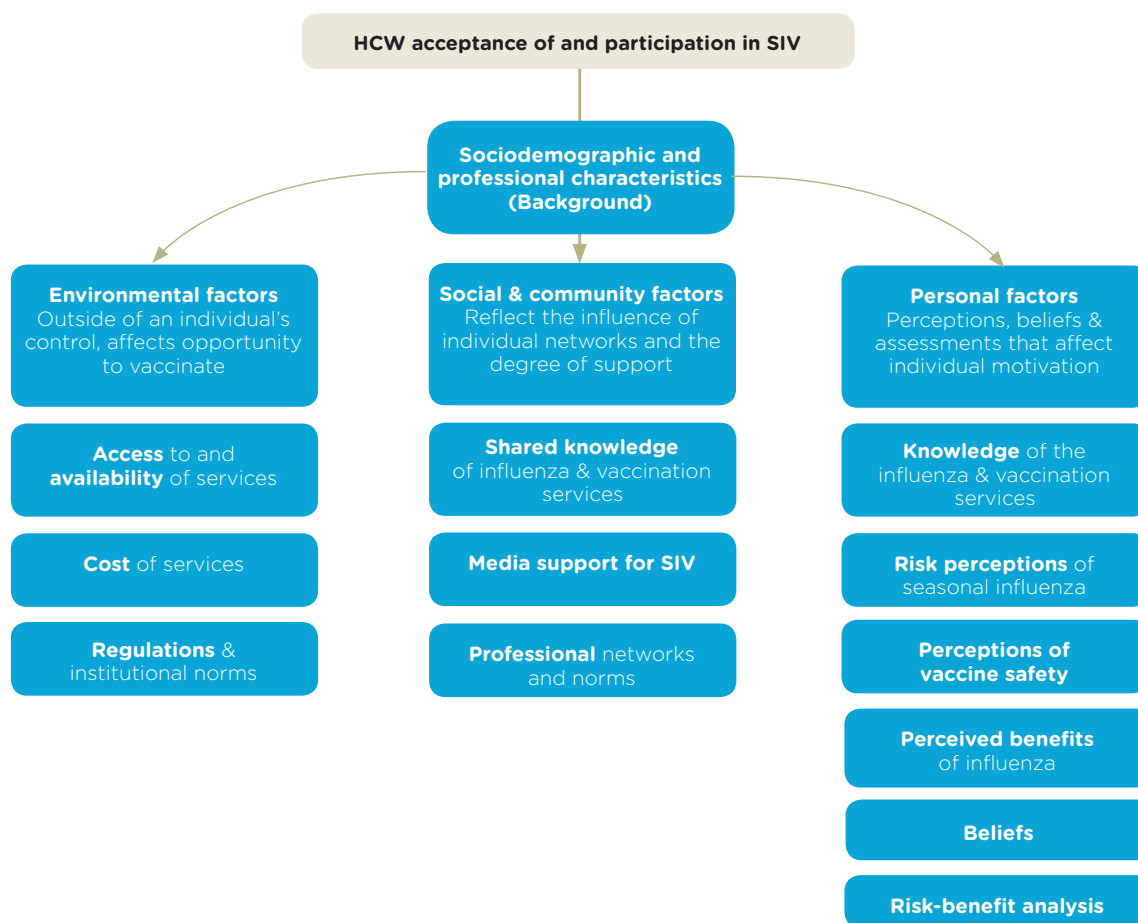 HCW acceptance of and participation in SIV
Sociodemographic and
professional characteristics
(Background)
Environmental factors
Outside of an individual's
control, affects opportunity
to vaccinate
Access to and
availability of services
Cost of services
Regulations &
institutional norms
Social & community factors
Reflect the influence of
individual networks and the
degree of support
Shared knowledge
of influenza & vaccination
services
Media support for SIV
Professional networks
and norms
Personal factors
Perceptions, beliefs &
assessments that affect
individual motivation
Knowledge of the
influenza & vaccination
services
Risk perceptions of
seasonal influenza
Perceptions of
vaccine safety
Perceived benefits
of influenza
Beliefs
Risk-benefit analysis